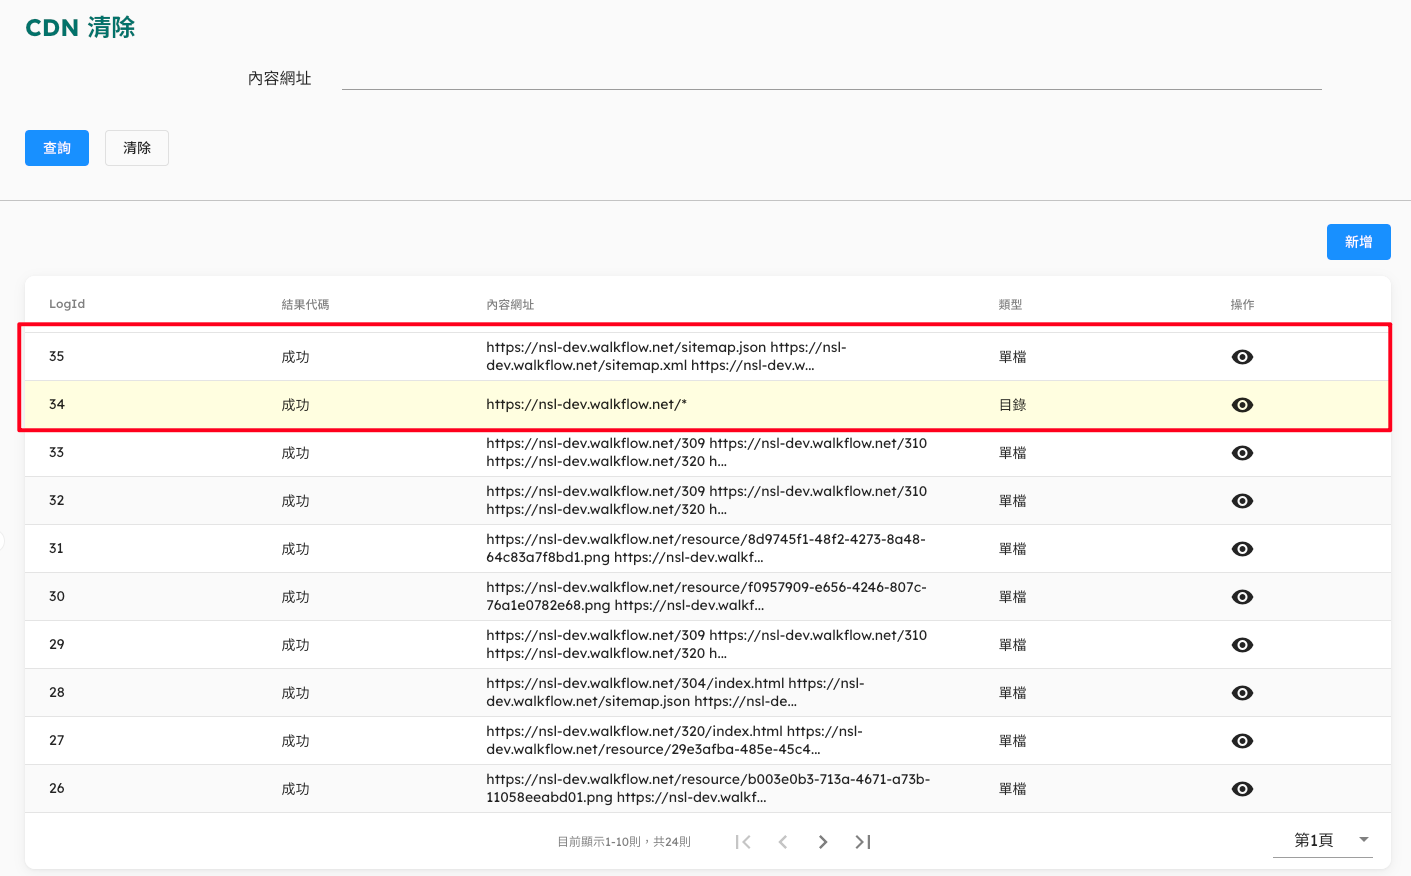 CDN 清除
內容網址
查詢 清除
新增
LogId 結果代碼 內容網址 類型 操作
35 成功 https://nsl-dev.walkflow.net/sitemap.json https://nsl-
dev.walkflow.net/sitemap.xml https://nsl-dev.w... 單檔
34 成功 https://nsl-dev.walkflow.net/* 目錄
33 成功 https://nsl-dev.walkflow.net/309 https://nsl-dev.walkflow.net/310
https://nsl-dev.walkflow.net/320 h... 單檔
32 成功 https://nsl-dev.walkflow.net/309 https://nsl-dev.walkflow.net/310
https://nsl-dev.walkflow.net/320 h... 單檔
31 成功 https://nsl-dev.walkflow.net/resource/8d9745f1-48f2-4273-8a48-
64c83a7f8bd1.png https://nsl-dev.walkf... 單檔
30 成功 https://nsl-dev.walkflow.net/resource/f0957909-e656-4246-807c-
76a1e0782e68.png https://nsl-dev.walkf... 單檔
29 成功 https://nsl-dev.walkflow.net/309 https://nsl-dev.walkflow.net/310
https://nsl-dev.walkflow.net/320 h... 單檔
28 成功 https://nsl-dev.walkflow.net/304/index.html https://nsl-
dev.walkflow.net/sitemap.json https://nsl-de... 單檔
27 成功 https://nsl-dev.walkflow.net/320/index.html https://nsl-
dev.walkflow.net/resource/29e3afba-485e-45c4... 單檔
26 成功 https://nsl-dev.walkflow.net/resource/b003e0b3-713a-4671-a73b-
11058eeabd01.png https://nsl-dev.walkf... 單檔
目前顯示1-10則，共24則 第1頁